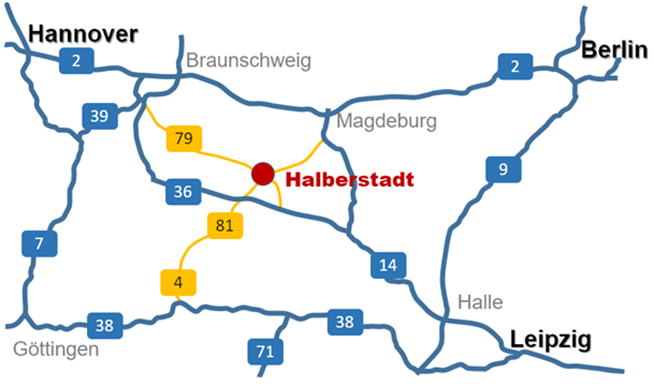 Hannover
2
Braunschweig
2
Berlin
39
Magdeburg
79
9
Halberstadt
36
81
7
14
4
Halle
38
38
Leipzig
Göttingen
71